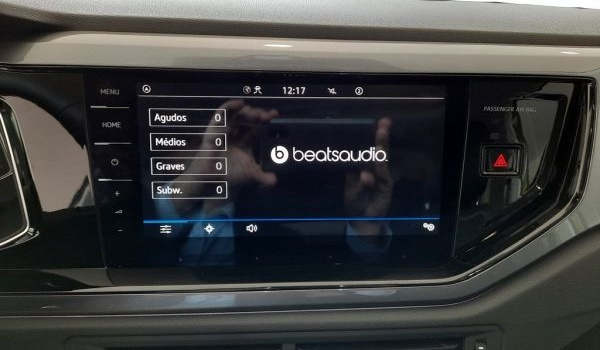 MENU
HOME
12:17
Agudos 0
Médios 0
Graves 0
Subw. 0
beatsaudio.
PASSENGER AIR BAG